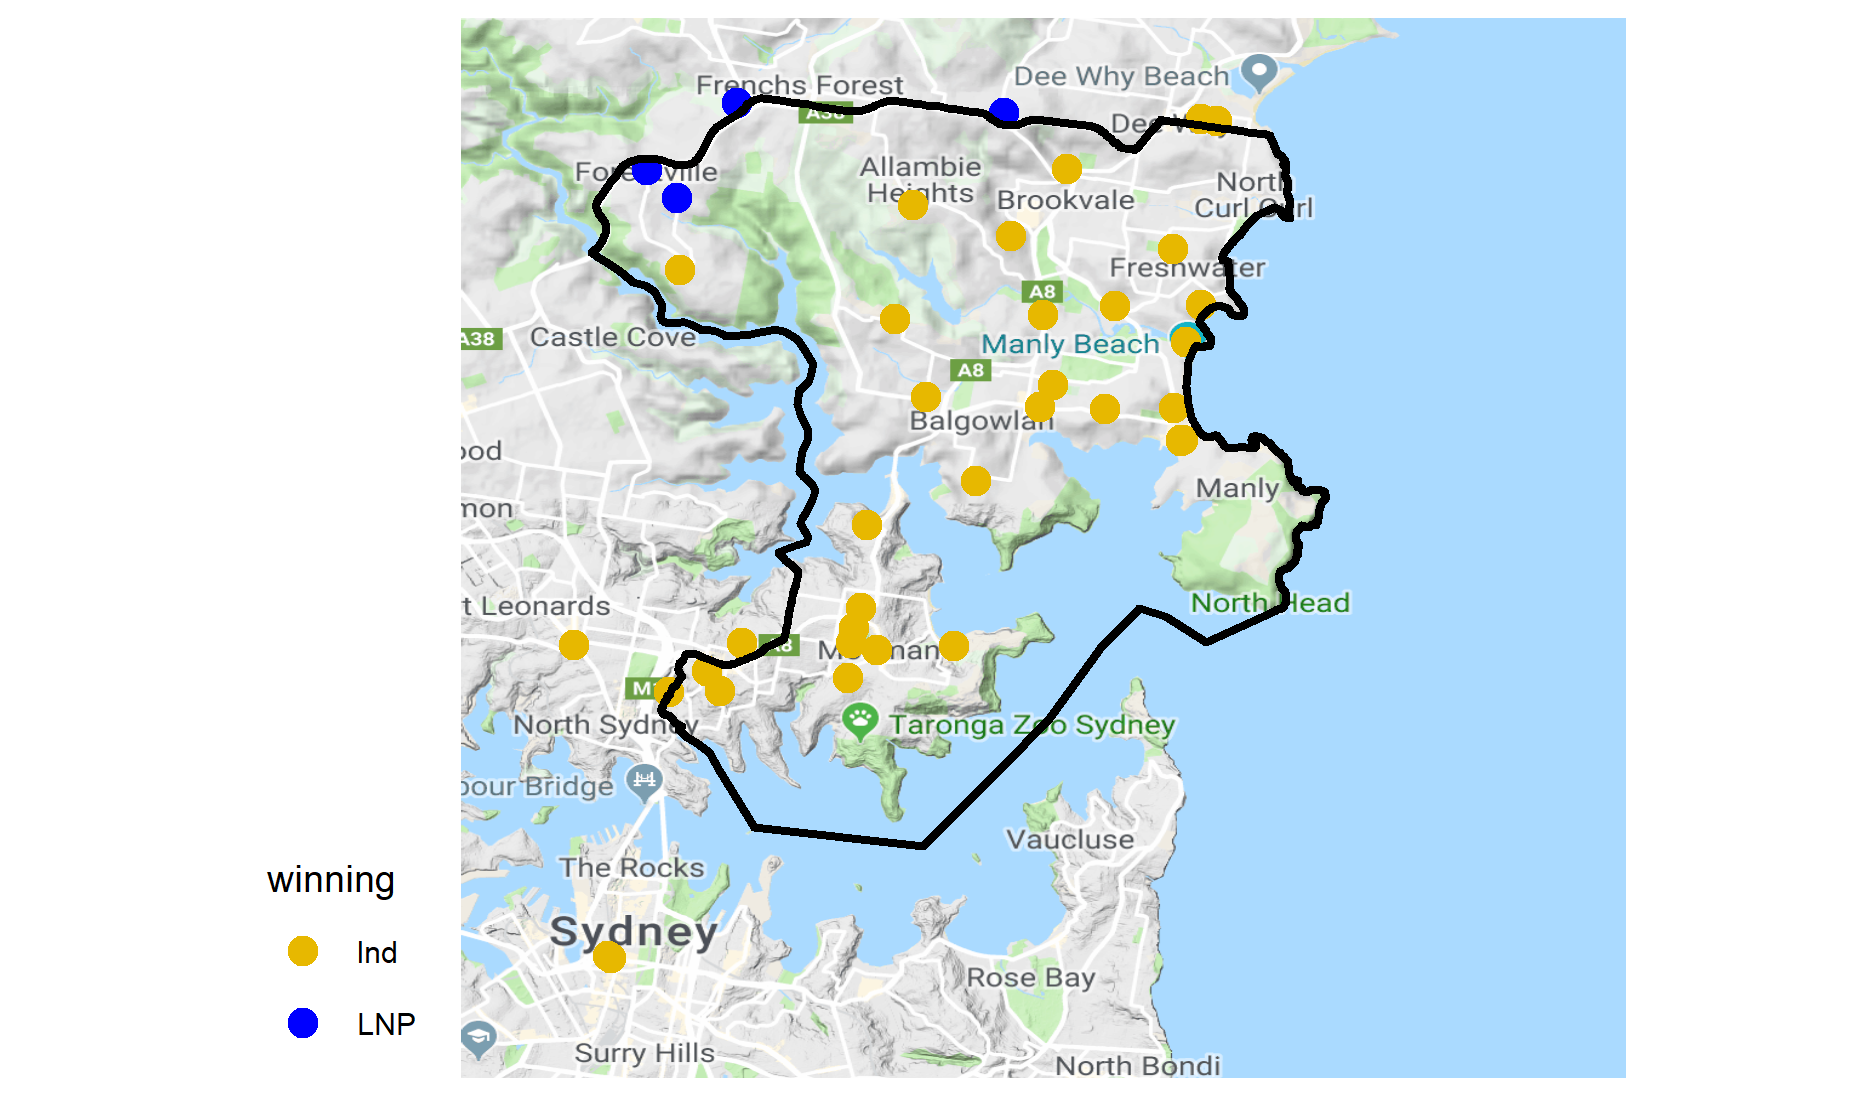 Frenchs Forest
Dee Why Beach
A38
Dee Why
Forestville
Allambie
Heights
Brookvale
North
Curl Curl
Freshwater
A8
A38
Castle Cove
Manly Beach
A8
Balgowlah
ood
mon
Manly
t Leonards
North Head
A8
Mosman
M1
North Sydney
Taronga Zoo Sydney
bour Bridge
Vaucluse
The Rocks
winning
Sydney
Ind
Rose Bay
LNP
Surry Hills
North Bondi